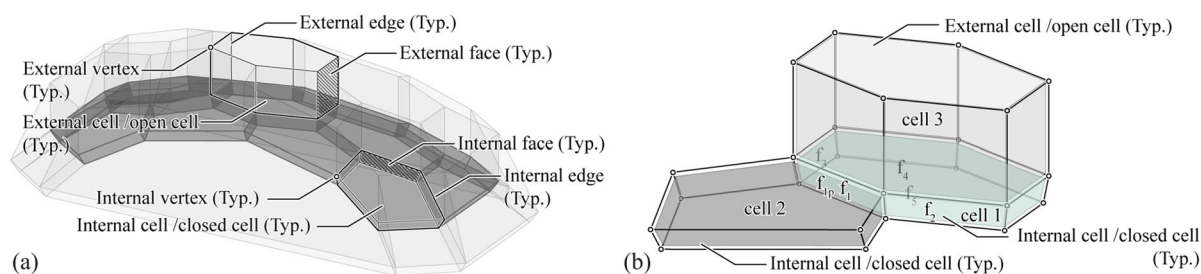 External edge (Typ.)
External face (Typ.)
External vertex
(Typ.)
External cell /open cell
(Typ.)
Internal face (Typ.)
Internal vertex (Typ.)
Internal edge
(Typ.)
Internal cell /closed cell (Typ.)
(a)
External cell /open cell (Typ.)
cell 3
f4
f1p
f1
f5
cell 2
f2
cell 1
Internal cell /closed cell
(Typ.)
Internal cell /closed cell (Typ.)
(b)